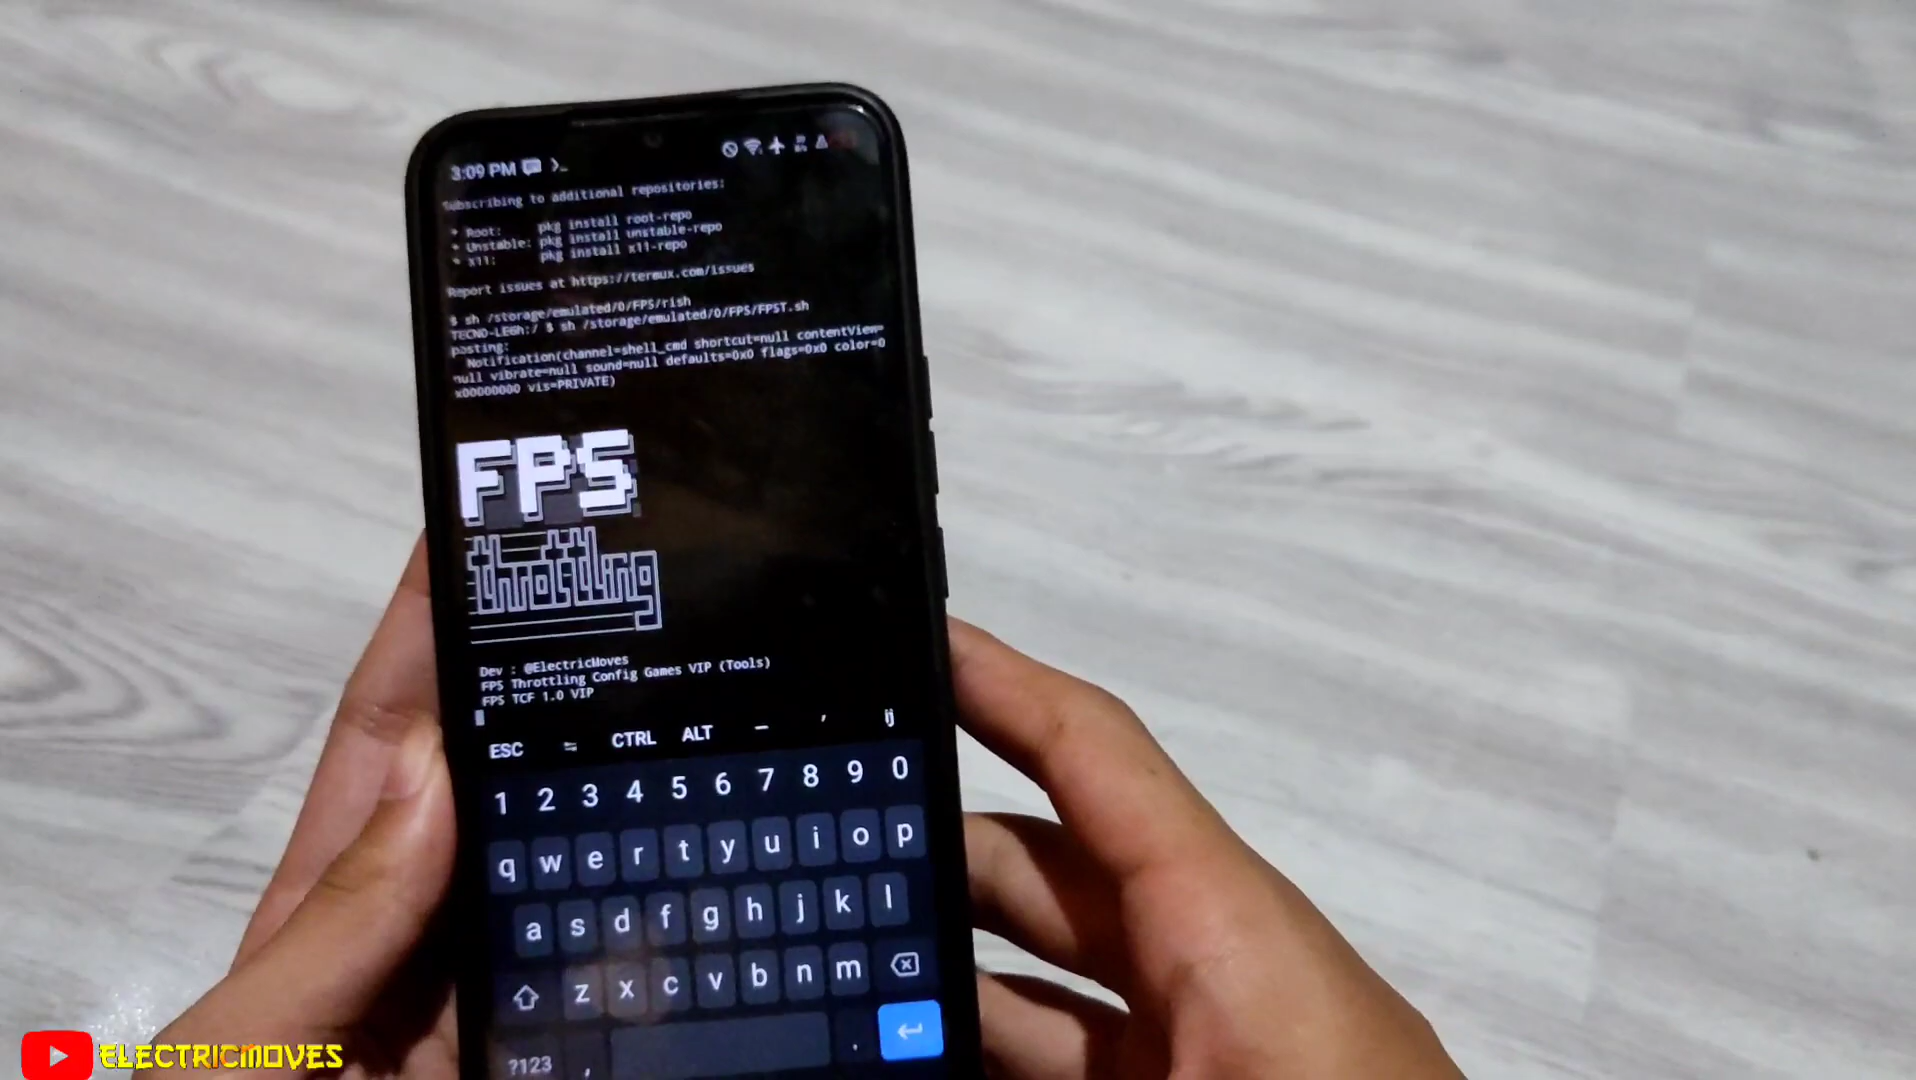 3:09 PM
Subscribing to additional repositories:
* Root: pkg install root-repo
* Unstable: pkg install unstable-repo
* x11: pkg install x11-repo
Report issues at https://termux.com/issues
$ sh /storage/emulated/0/FPS/rish
TECNO-LE6h:/ $ sh /storage/emulated/0/FPS/FPST.sh
posting:
Notification(channel=shell_cmd shortcut=null contentView=
null vibrate=null sound=null defaults=0x0 flags=0x0 color=0
x00000000 vis=PRIVATE)
FPS
throttling
Dev : @ElectricMoves
FPS Throttling Config Games VIP (Tools)
FPS TCF 1.0 VIP
ESC CTRL ALT
1 2 3 4 5 6 7 8 9 0
q w e r t y u i o p
a s d f g h j k l
z x c v b n m
?123 , .
ELECTRICMOVES